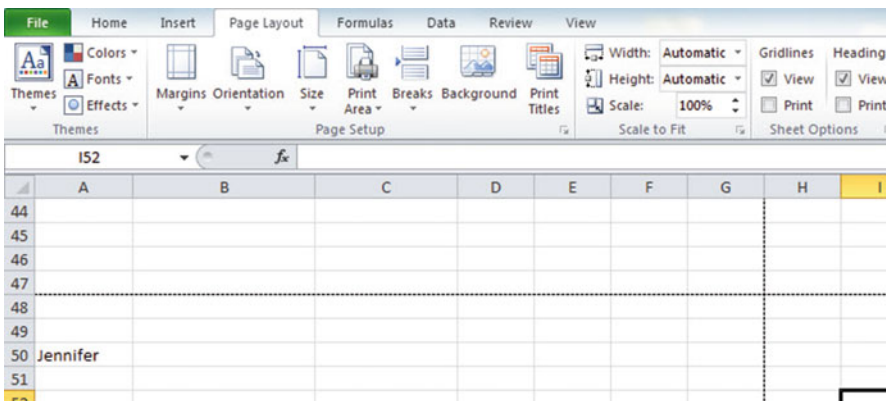 File Home Insert Page Layout Formulas Data Review View
Colors Width: Automatic Gridlines Heading
Aa A Fonts Height: Automatic View View
Themes Effects Margins Orientation Size Print Area Breaks Background Print Titles Scale: 100% Print Print
Themes Page Setup Scale to Fit Sheet Options
I52 fx
A B C D E F G H I
44
45
46
47
48
49
50 Jennifer
51
52